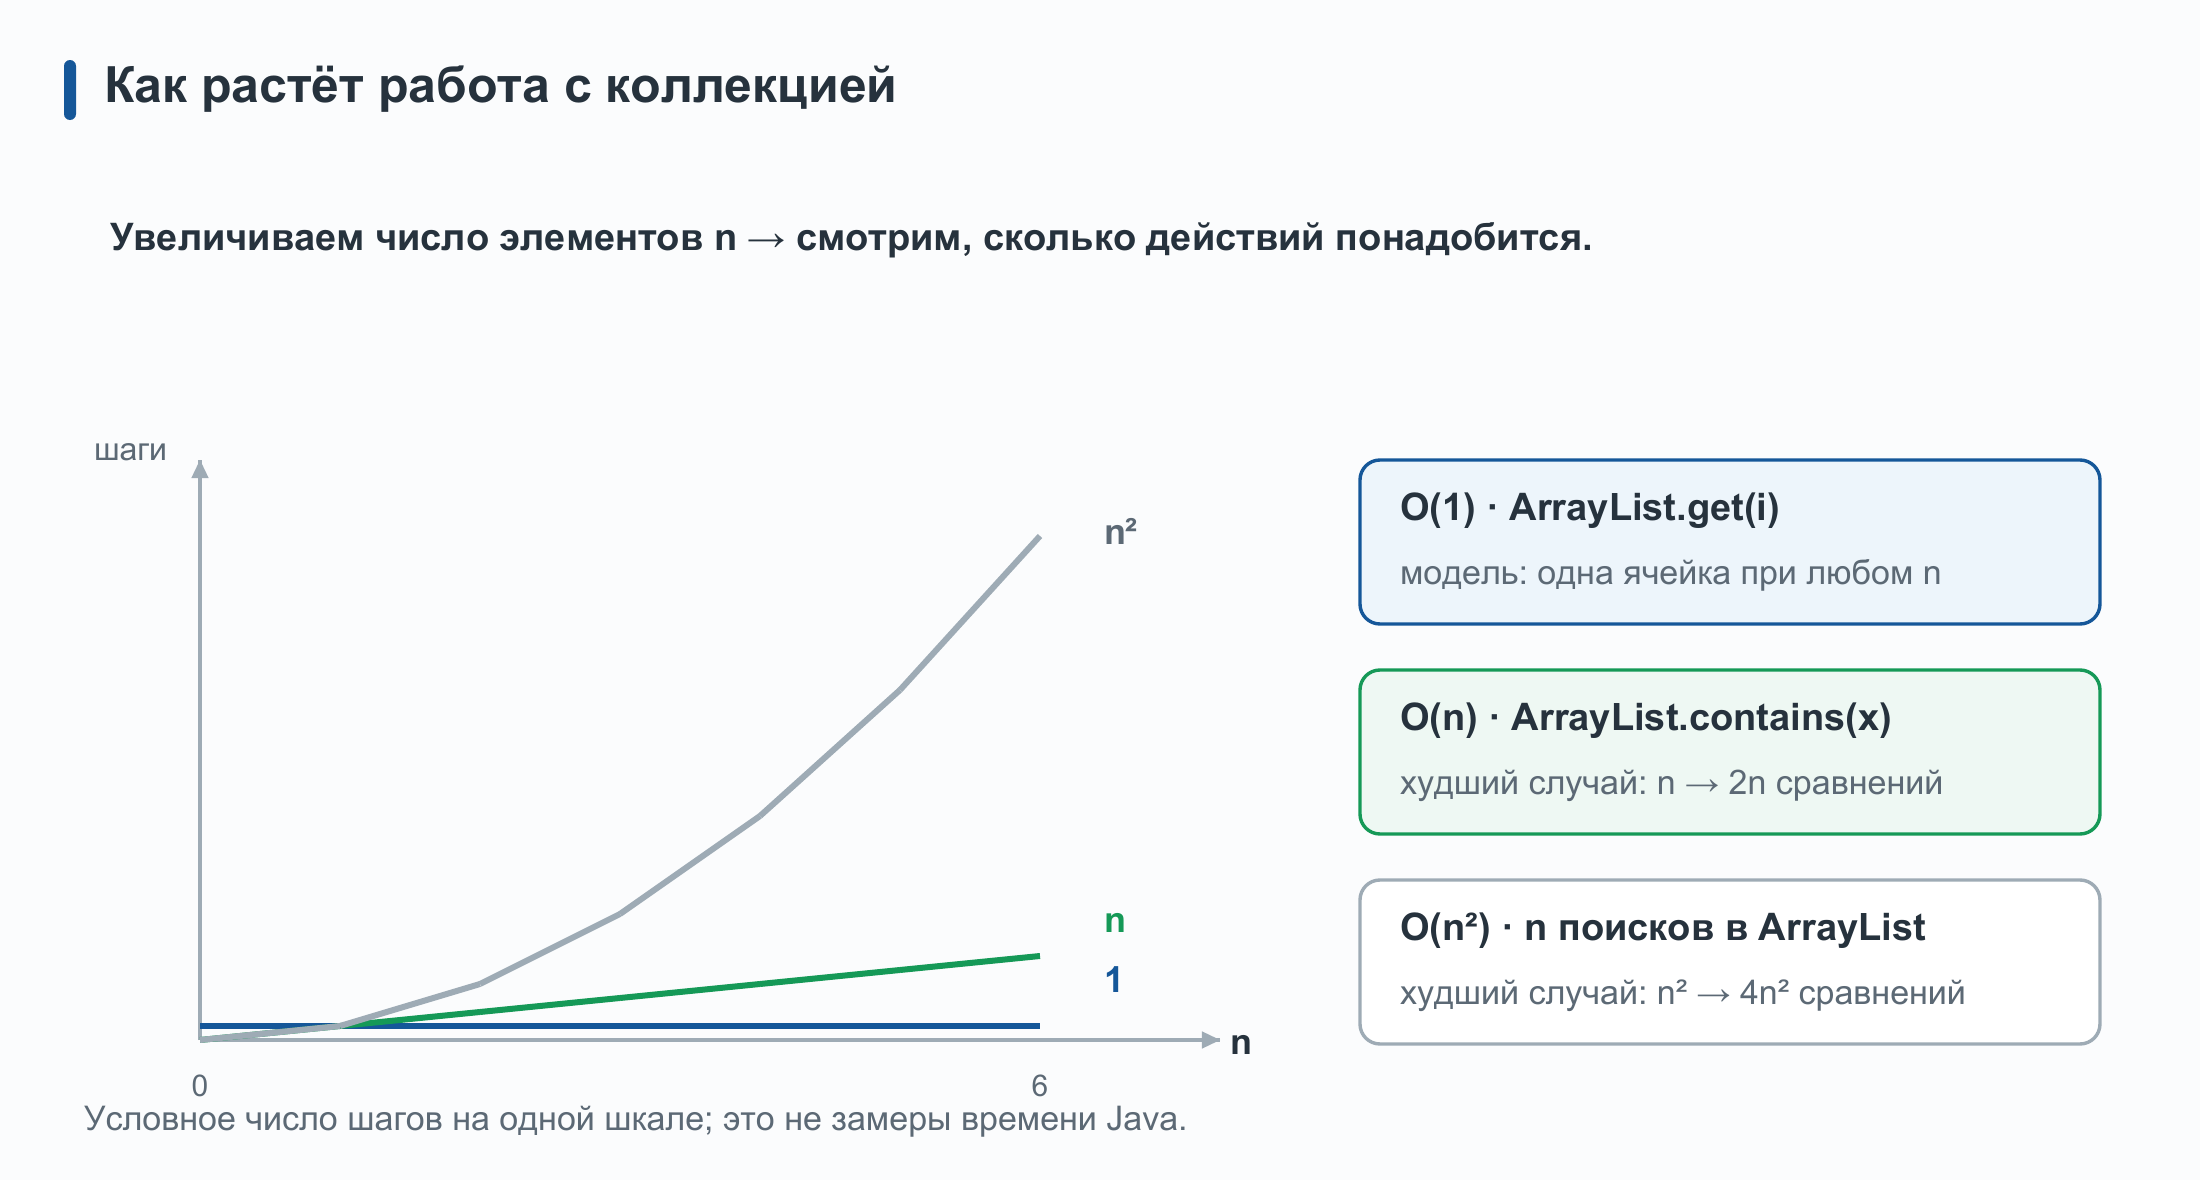 Как растёт работа с коллекцией
Увеличиваем число элементов n → смотрим, сколько действий понадобится.
шаги
n²
n
1
n
0
6
Условное число шагов на одной шкале; это не замеры времени Java.
O(1) · ArrayList.get(i)
модель: одна ячейка при любом n
O(n) · ArrayList.contains(x)
худший случай: n → 2n сравнений
O(n²) · n поисков в ArrayList
худший случай: n² → 4n² сравнений